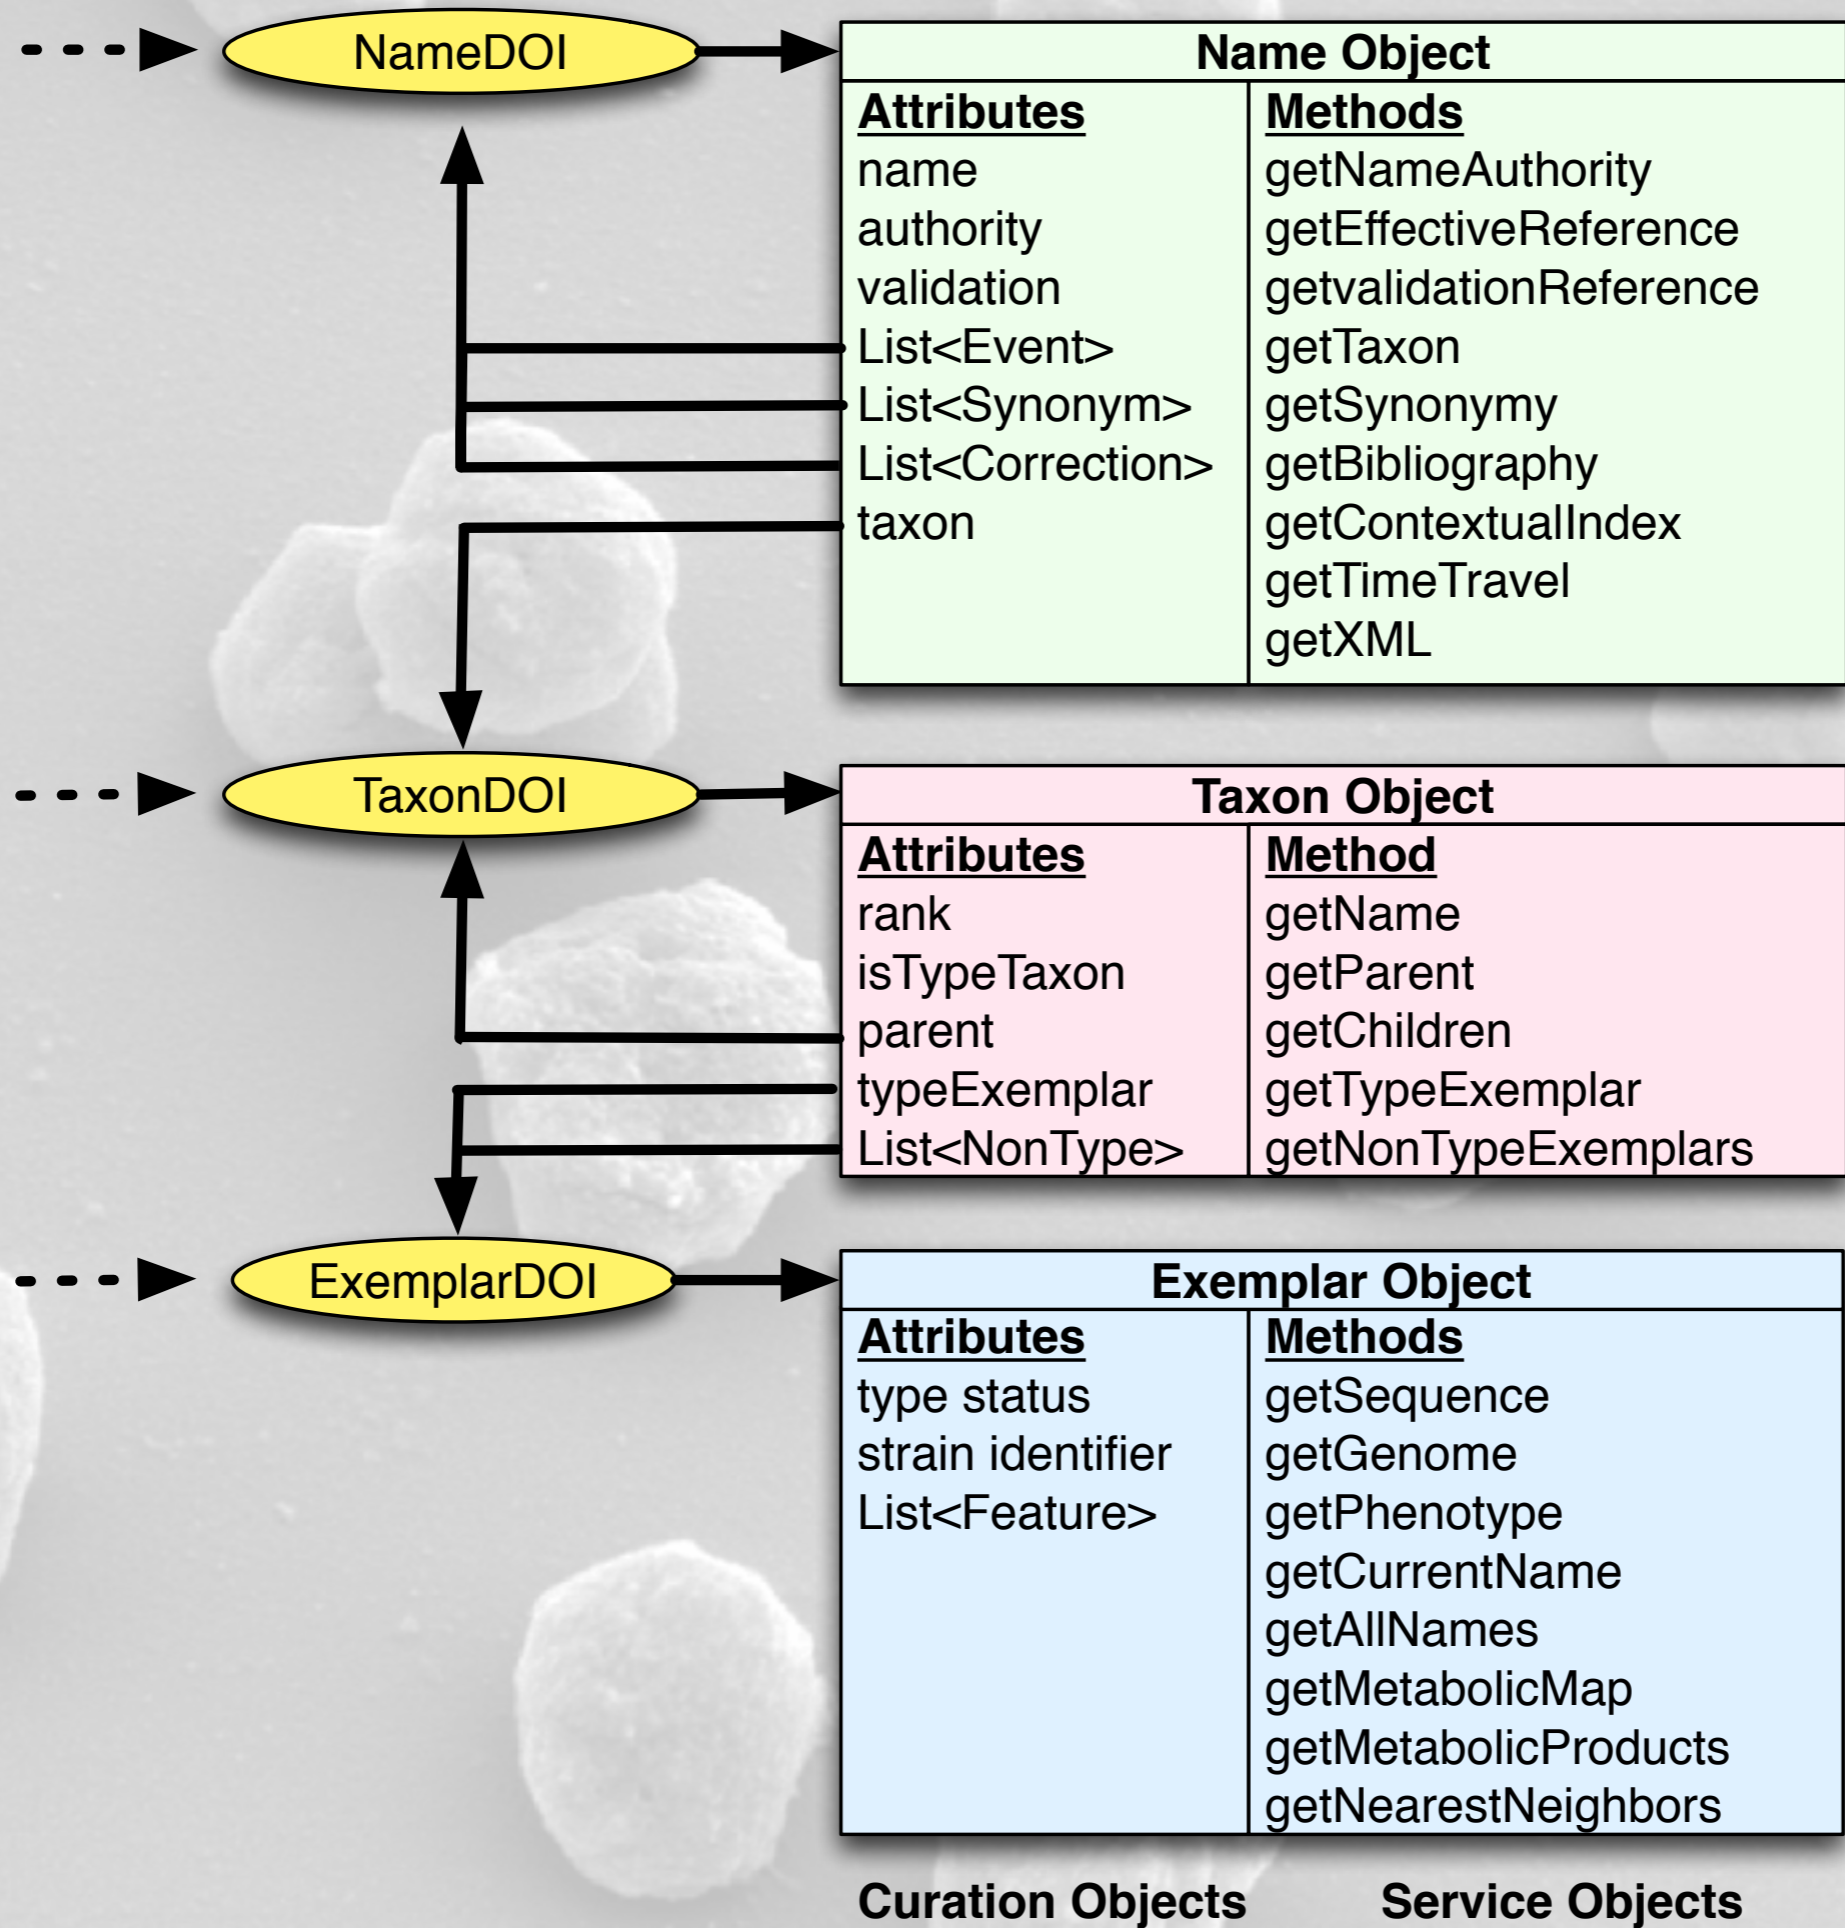 NameDOI
Name Object
Attributes
name
authority
validation
List<Event>
List<Synonym>
List<Correction>
taxon
Methods
getNameAuthority
getEffectiveReference
getvalidationReference
getTaxon
getSynonymy
getBibliography
getContextualIndex
getTimeTravel
getXML
TaxonDOI
Taxon Object
Attributes
rank
isTypeTaxon
parent
typeExemplar
List<NonType>
Method
getName
getParent
getChildren
getTypeExemplar
getNonTypeExemplars
ExemplarDOI
Exemplar Object
Attributes
type status
strain identifier
List<Feature>
Methods
getSequence
getGenome
getPhenotype
getCurrentName
getAllNames
getMetabolicMap
getMetabolicProducts
getNearestNeighbors
Curation Objects
Service Objects